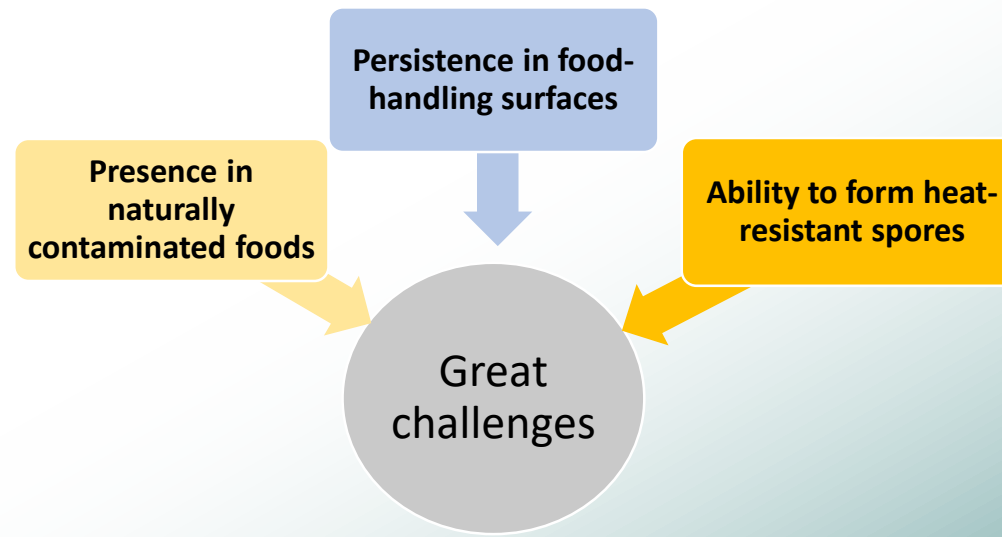 Persistence in food-
handling surfaces
Presence in
naturally
contaminated foods
Ability to form heat-
resistant spores
Great
challenges